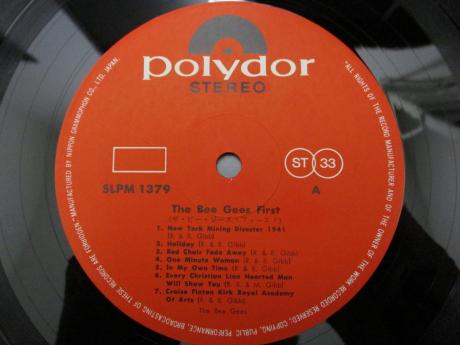 polydor
STEREO
SLPM 1379
ST 33
A
The Bee Gees First
(ザ・ビー・ジーズ・ファースト)
1. New York Mining Disaster 1941
(R. & R. Gibb)
2. Holiday (R. & R. Gibb)
3. Red Chair Fade Away (R. & R. Gibb)
4. One Minute Woman (R. & R. Gibb)
5. In My Own Time (R. & R. Gibb)
6. Every Christian Lion Hearted Man
Will Show You (R. R. & M. Gibb)
7. Craise Finton Kirk Royal Academy
Of Arts (R. & R. Gibb)
The Bee Gees
"ALL RIGHTS OF THE RECORD MANUFACTURER AND OF THE OWNER OF THE WORK RECORDED RESERVED, COPYING, PUBLIC PERFORMANCE, BROADCASTING OF THESE RECORDS ARE FORBIDDEN" MANUFACTURED BY NIPPON GRAMMOPHON CO., LTD. JAPAN.